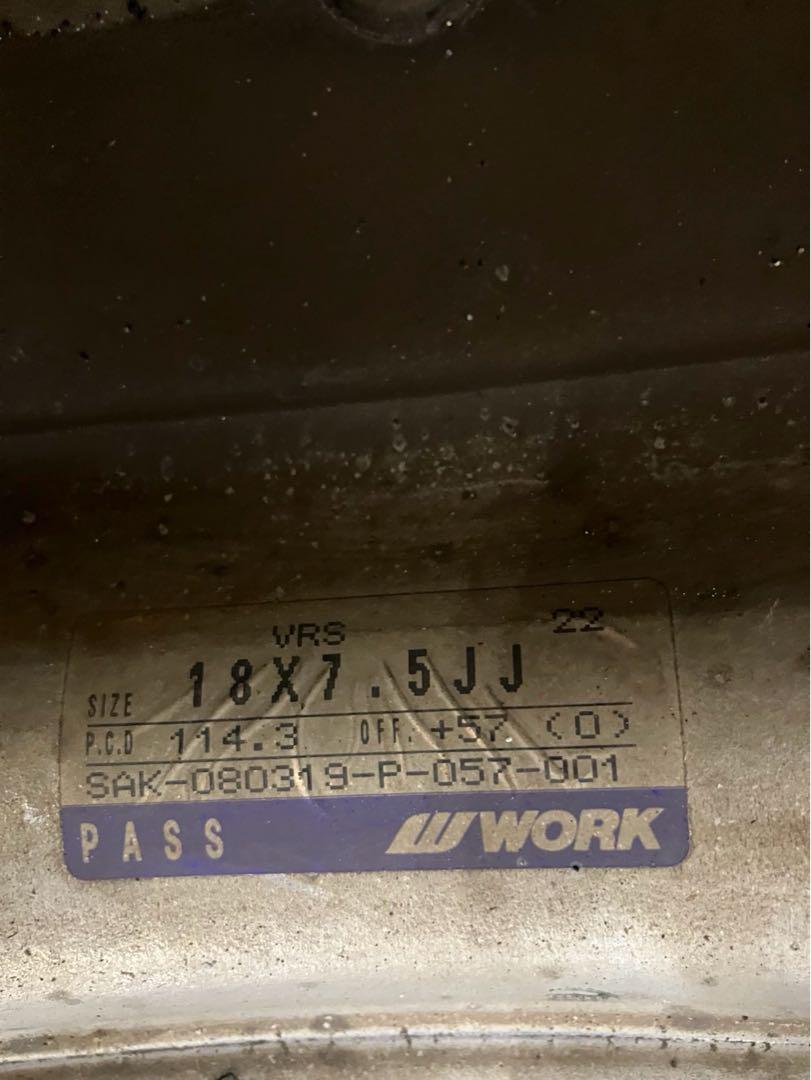 VRS 22
SIZE 18X7.5JJ
P.C.D 114.3 OFF. +57 (O)
SAK-080319-P-057-001
PASS WORK